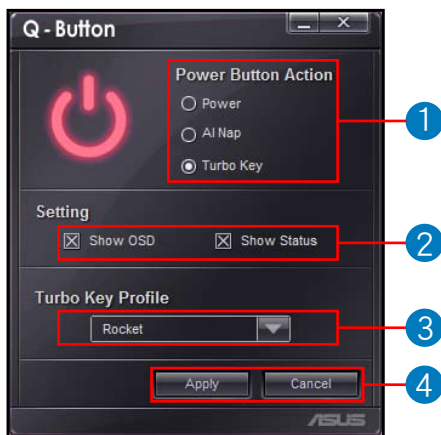 Q - Button
Power Button Action
Power
AI Nap
Turbo Key
1
Setting
Show OSD
Show Status
2
Turbo Key Profile
Rocket
3
Apply
Cancel
4
ASUS